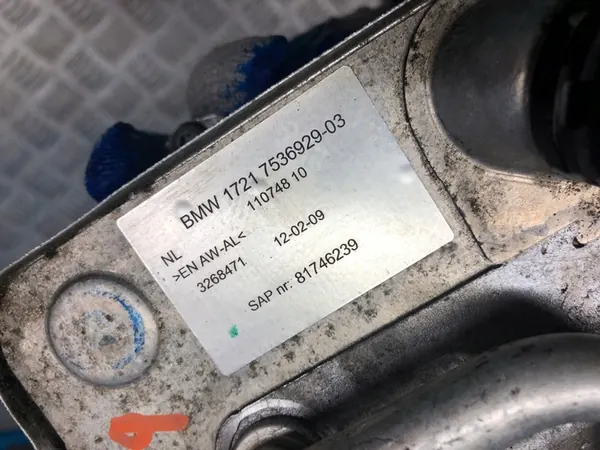 BMW 1721 7536929-03
110748 10
NL
>EN AW-AL<
3268471
12-02-09
SAP nr: 81746239